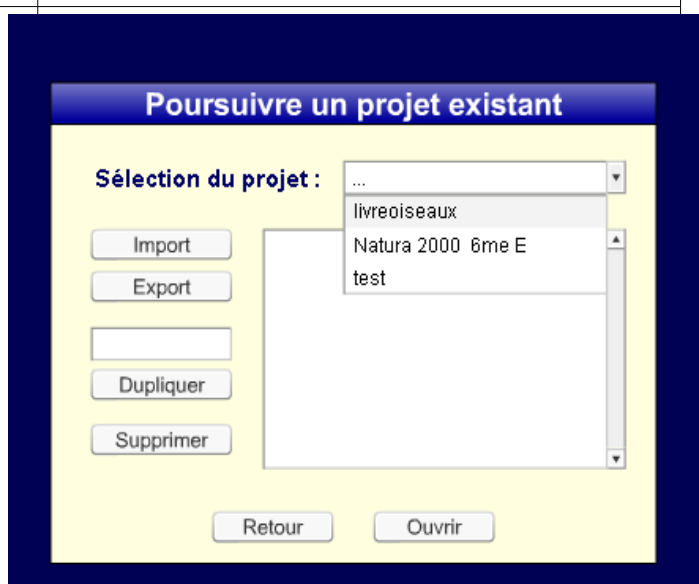 Poursuivre un projet existant
Sélection du projet :
...
livreoiseaux
Natura 2000 6me E
test
Import
Export
Dupliquer
Supprimer
Retour
Ouvrir